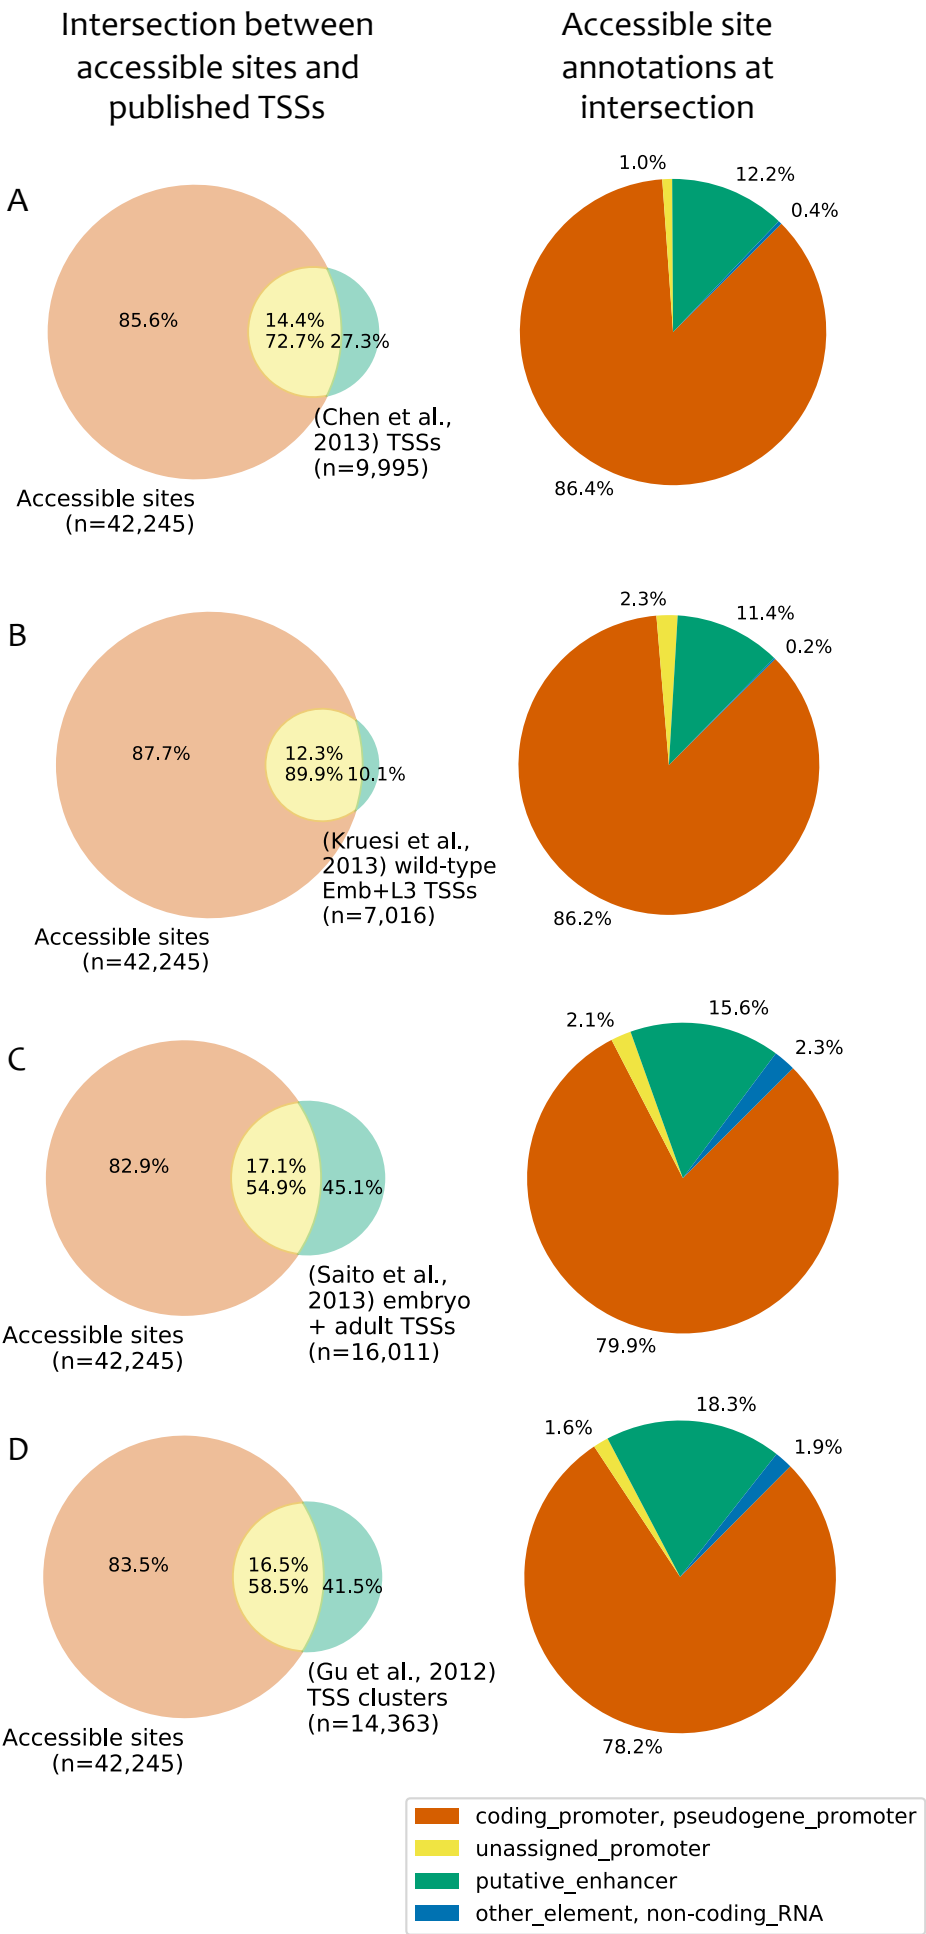 Intersection between
accessible sites and
published TSSs
Accessible site
annotations at
intersection
A
85.6%
14.4%
72.7%
27.3%
(Chen et al.,
2013) TSSs
(n=9,995)
Accessible sites
(n=42,245)
1.0%
12.2%
0.4%
86.4%
B
87.7%
12.3%
89.9%
10.1%
(Kruesi et al.,
2013) wild-type
Emb+L3 TSSs
(n=7,016)
Accessible sites
(n=42,245)
2.3%
11.4%
0.2%
86.2%
C
82.9%
17.1%
54.9%
45.1%
(Saito et al.,
2013) embryo
+ adult TSSs
(n=16,011)
Accessible sites
(n=42,245)
2.1%
15.6%
2.3%
79.9%
D
83.5%
16.5%
58.5%
41.5%
(Gu et al., 2012)
TSS clusters
(n=14,363)
Accessible sites
(n=42,245)
1.6%
18.3%
1.9%
78.2%
coding_promoter, pseudogene_promoter
unassigned_promoter
putative_enhancer
other_element, non-coding_RNA